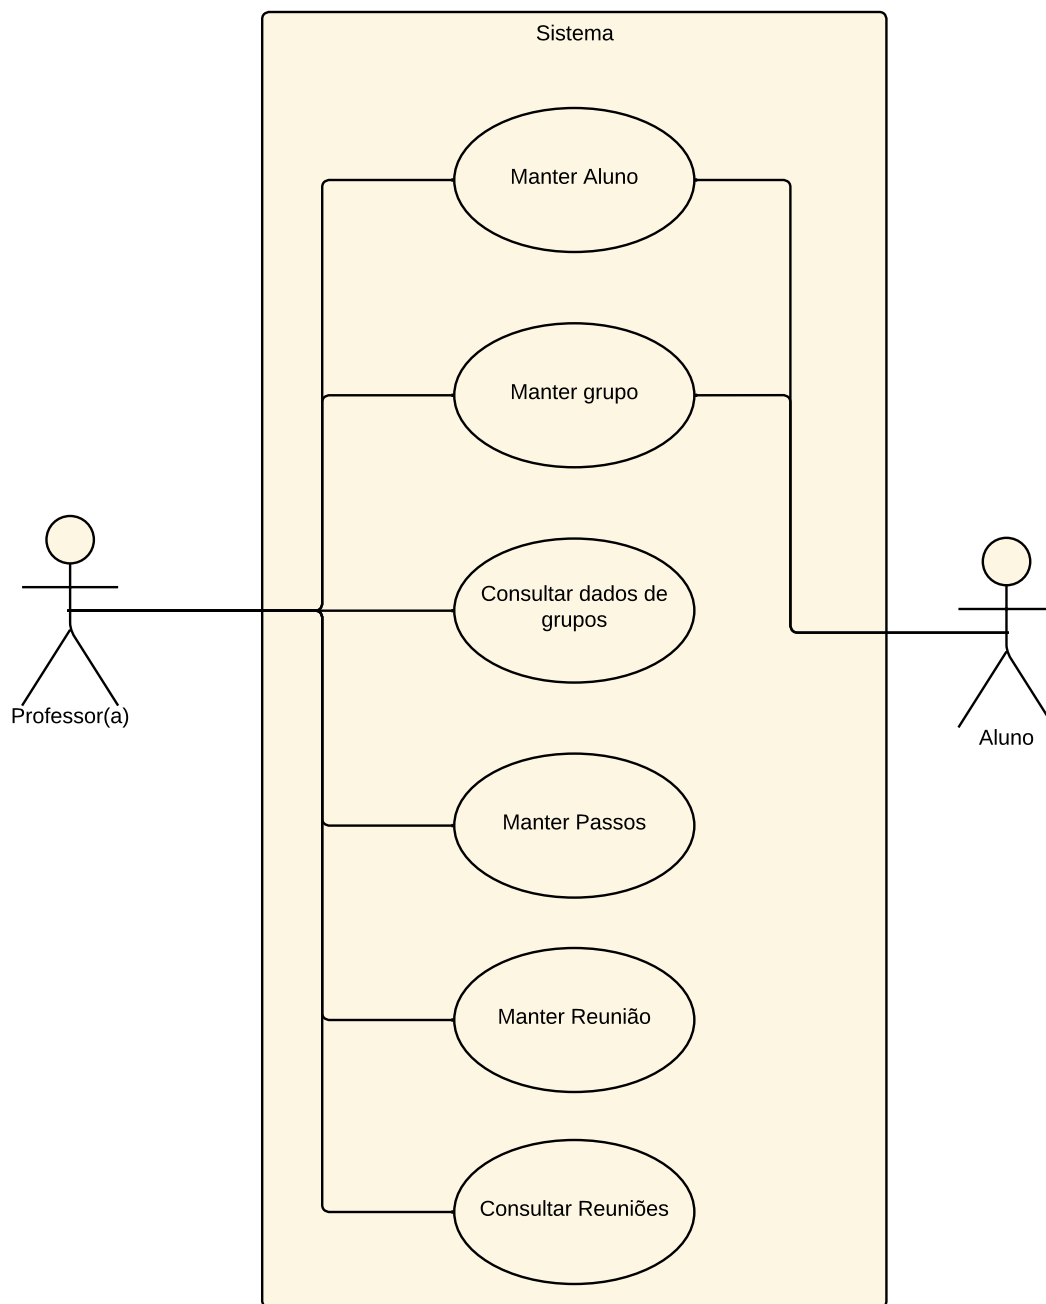 Sistema
Manter Aluno
Manter grupo
Consultar dados de
grupos
Professor(a)
Aluno
Manter Passos
Manter Reunião
Consultar Reuniões